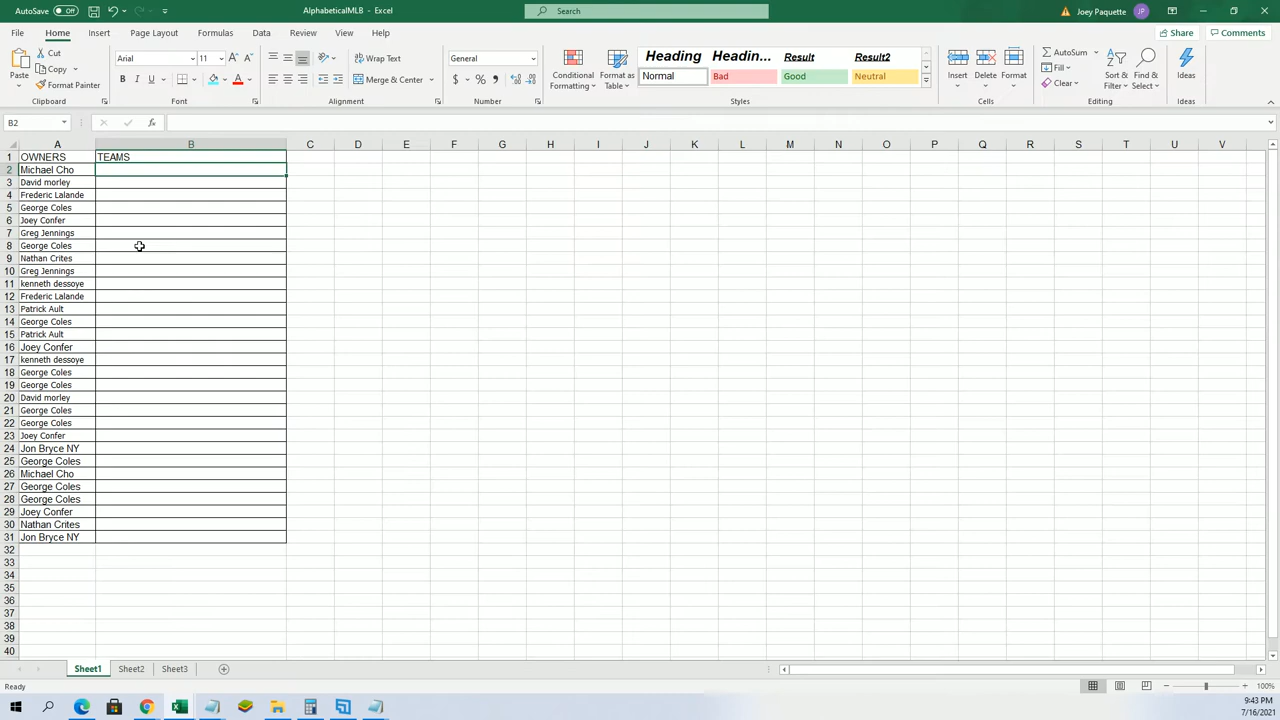 AutoSave Off AlphabeticalMLB - Excel Search Joey Paquette JP
File Home Insert Page Layout Formulas Data Review View Help Share Comments
Cut Arial 11 Wrap Text General Heading Headin... Result Result2 AutoSum
Copy Fill
Paste Format Painter B I U Merge & Center $ % Conditional Formatting Format as Table Normal Bad Good Neutral Insert Delete Format Clear Sort & Filter Find & Select Ideas
Clipboard Font Alignment Number Styles Cells Editing Ideas
B2 fx
A B C D E F G H I J K L M N O P Q R S T U V
1 OWNERS TEAMS
2 Michael Cho
3 David morley
4 Frederic Lalande
5 George Coles
6 Joey Confer
7 Greg Jennings
8 George Coles
9 Nathan Crites
10 Greg Jennings
11 kenneth dessoye
12 Frederic Lalande
13 Patrick Ault
14 George Coles
15 Patrick Ault
16 Joey Confer
17 kenneth dessoye
18 George Coles
19 George Coles
20 David morley
21 George Coles
22 George Coles
23 Joey Confer
24 Jon Bryce NY
25 George Coles
26 Michael Cho
27 George Coles
28 George Coles
29 Joey Confer
30 Nathan Crites
31 Jon Bryce NY
32
33
34
35
36
37
38
39
40
Sheet1 Sheet2 Sheet3
Ready 100%
9:43 PM
7/16/2021